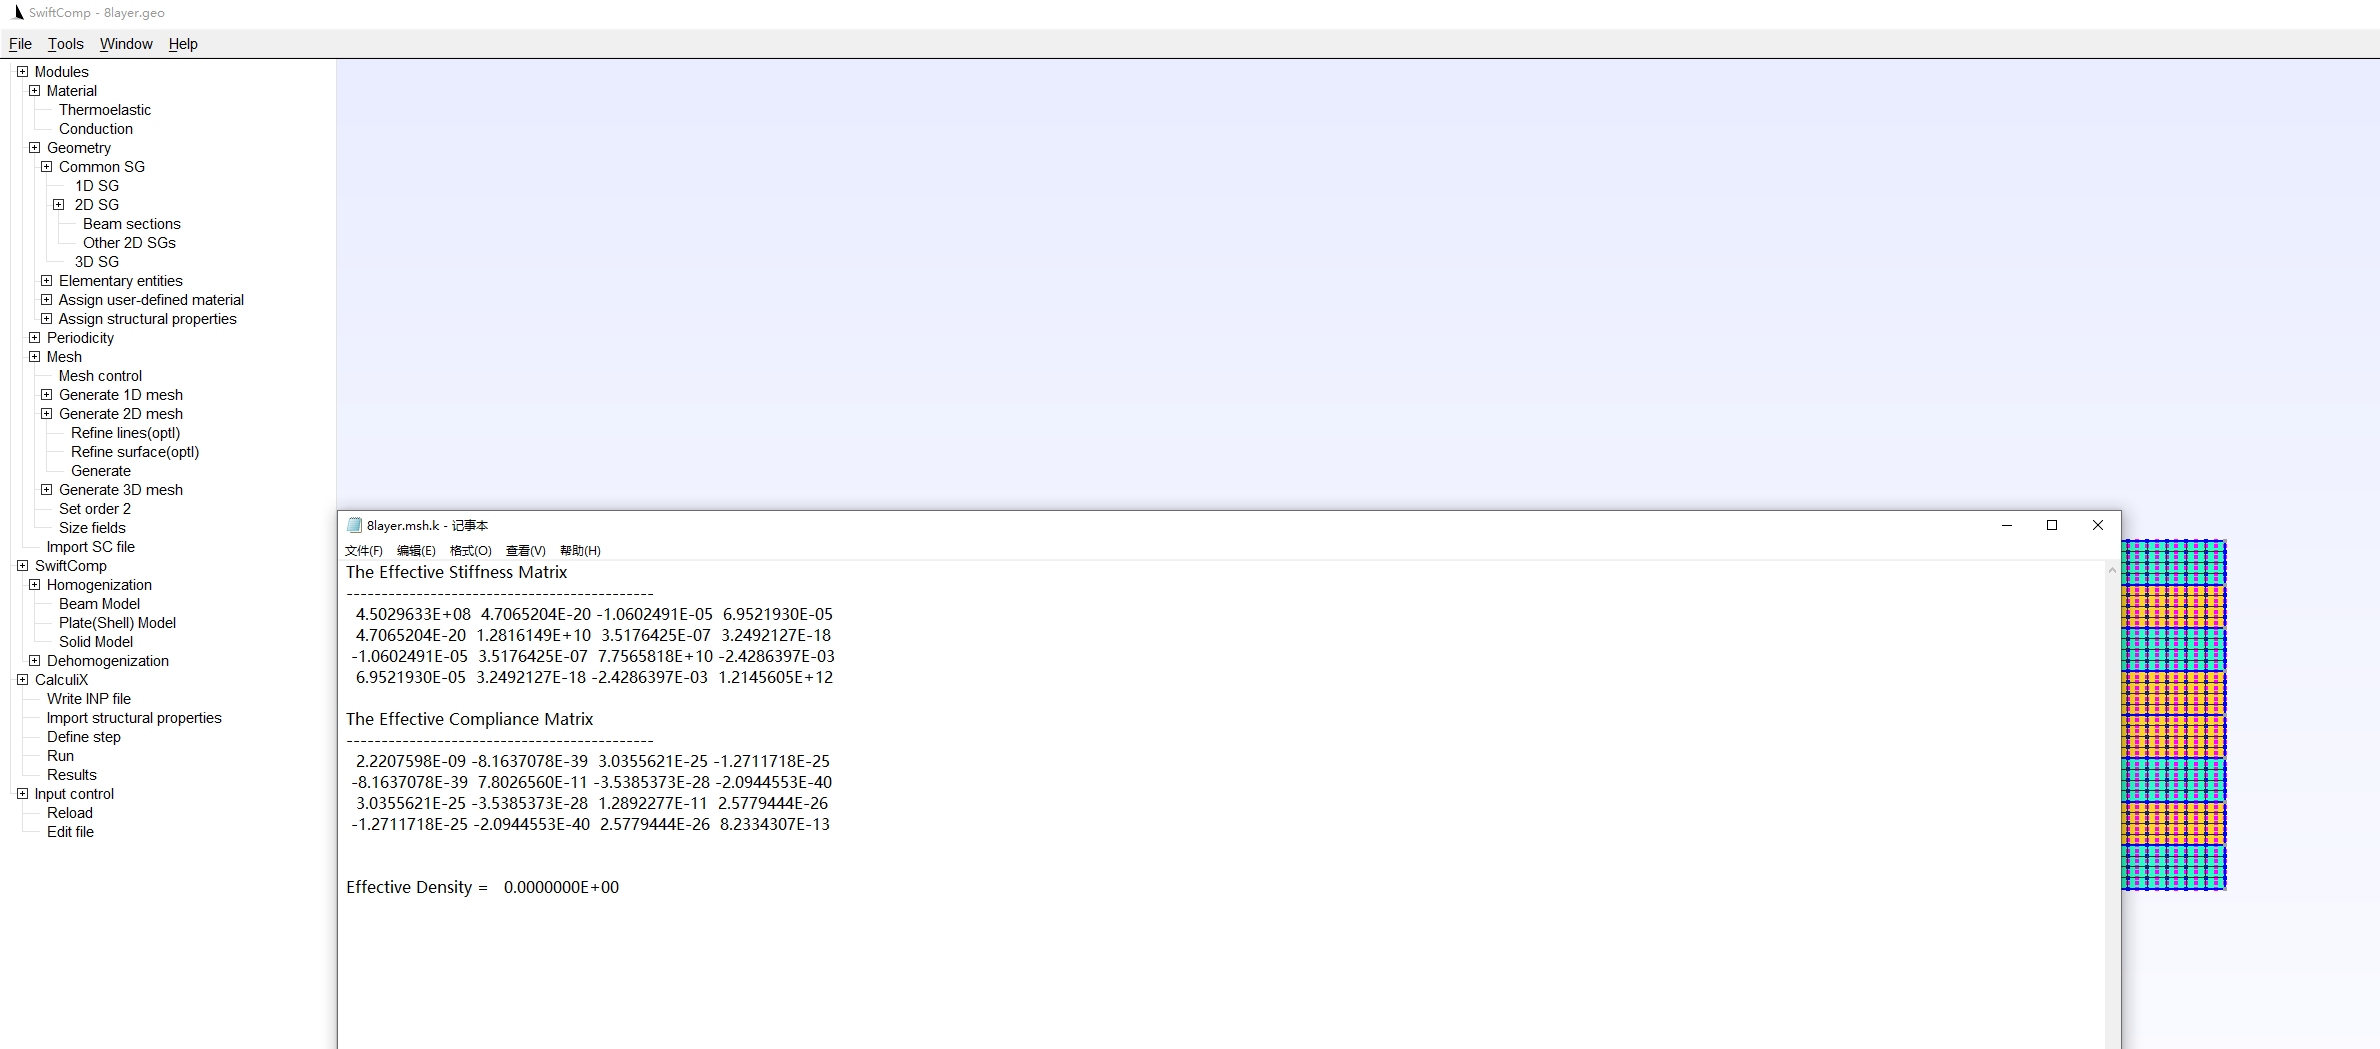 SwiftComp - 8layer.geo
File Tools Window Help
Modules
Material
Thermoelastic
Conduction
Geometry
Common SG
1D SG
2D SG
Beam sections
Other 2D SGs
3D SG
Elementary entities
Assign user-defined material
Assign structural properties
Periodicity
Mesh
Mesh control
Generate 1D mesh
Generate 2D mesh
Refine lines(optl)
Refine surface(optl)
Generate
Generate 3D mesh
Set order 2
Size fields
Import SC file
SwiftComp
Homogenization
Beam Model
Plate(Shell) Model
Solid Model
Dehomogenization
CalculiX
Write INP file
Import structural properties
Define step
Run
Results
Input control
Reload
Edit file
8layer.msh.k - 记事本
文件(F) 编辑(E) 格式(O) 查看(V) 帮助(H)
The Effective Stiffness Matrix
--------------------------------------------
4.5029633E+08 4.7065204E-20 -1.0602491E-05 6.9521930E-05
4.7065204E-20 1.2816149E+10 3.5176425E-07 3.2492127E-18
-1.0602491E-05 3.5176425E-07 7.7565818E+10 -2.4286397E-03
6.9521930E-05 3.2492127E-18 -2.4286397E-03 1.2145605E+12
The Effective Compliance Matrix
--------------------------------------------
2.2207598E-09 -8.1637078E-39 3.0355621E-25 -1.2711718E-25
-8.1637078E-39 7.8026560E-11 -3.5385373E-28 -2.0944553E-40
3.0355621E-25 -3.5385373E-28 1.2892277E-11 2.5779444E-26
-1.2711718E-25 -2.0944553E-40 2.5779444E-26 8.2334307E-13
Effective Density = 0.0000000E+00